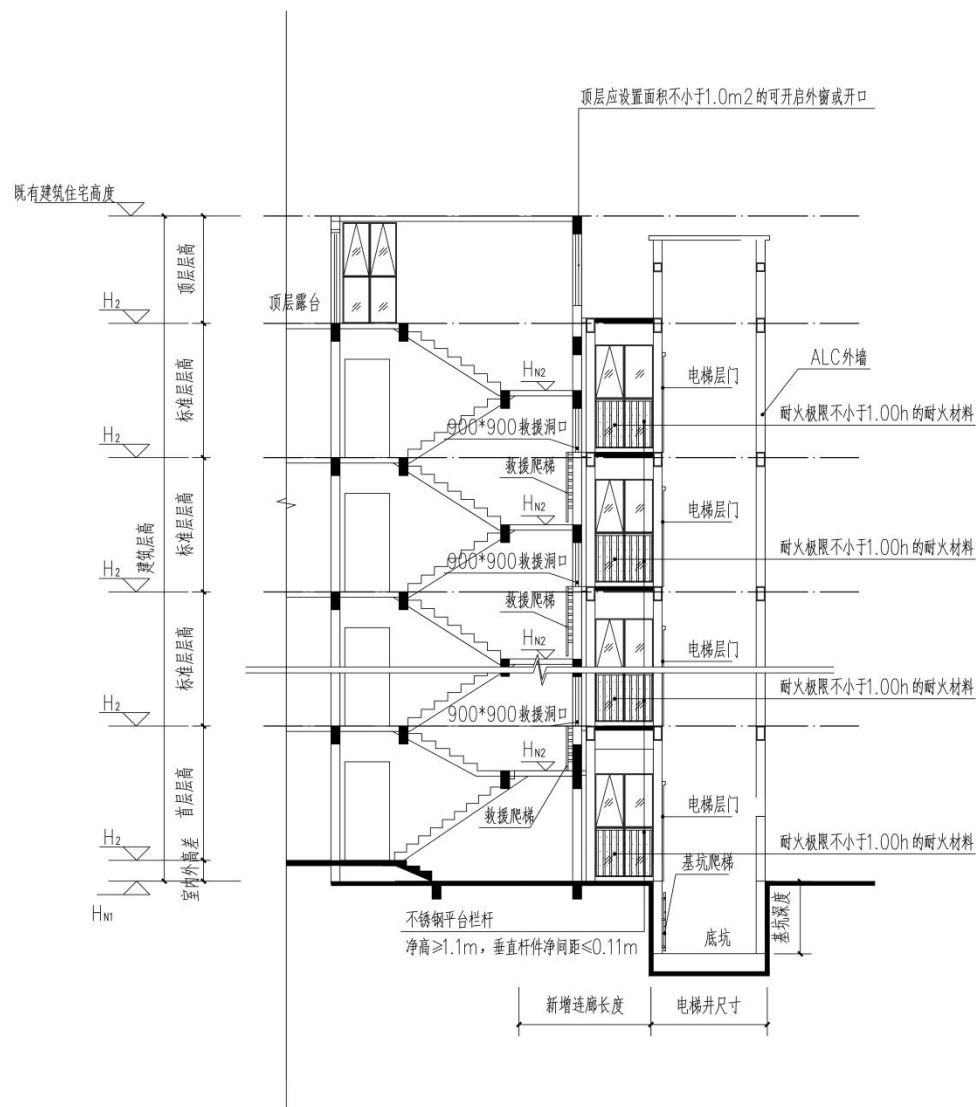 顶层应设置面积不小于1.0m2的可开启外窗或开口
既有建筑住宅高度
顶层层高
顶层露台
H2
HN2
电梯层门
ALC外墙
标准层层高
900*900救援洞口
耐火极限不小于1.00h的耐火材料
H2
救援爬梯
HN2
电梯层门
标准层层高
建筑层高
900*900救援洞口
耐火极限不小于1.00h的耐火材料
H2
救援爬梯
HN2
电梯层门
标准层层高
耐火极限不小于1.00h的耐火材料
900*900救援洞口
H2
HN2
首层层高
电梯层门
救援爬梯
耐火极限不小于1.00h的耐火材料
H2
基坑爬梯
室内外高差
HN1
不锈钢平台栏杆
净高≥1.1m，垂直杆件净间距≤0.11m
底坑
基坑深度
新增连廊长度
电梯井尺寸